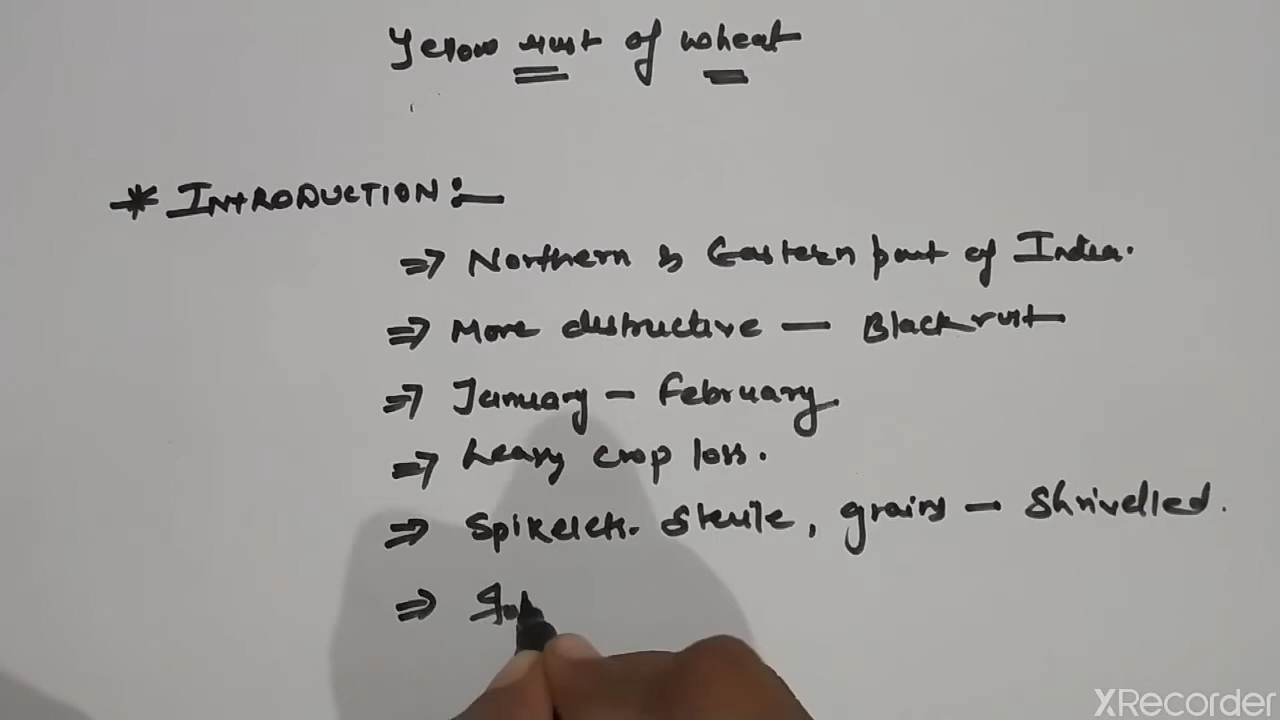 Yellow rust of wheat
* INTRODUCTION :-
⇒ Northern & Eastern part of India.
⇒ More destructive - Black rust
⇒ January - February.
⇒ heavy crop loss.
⇒ Spikelets. Sterile, grains - Shrivelled.
⇒
XRecorder